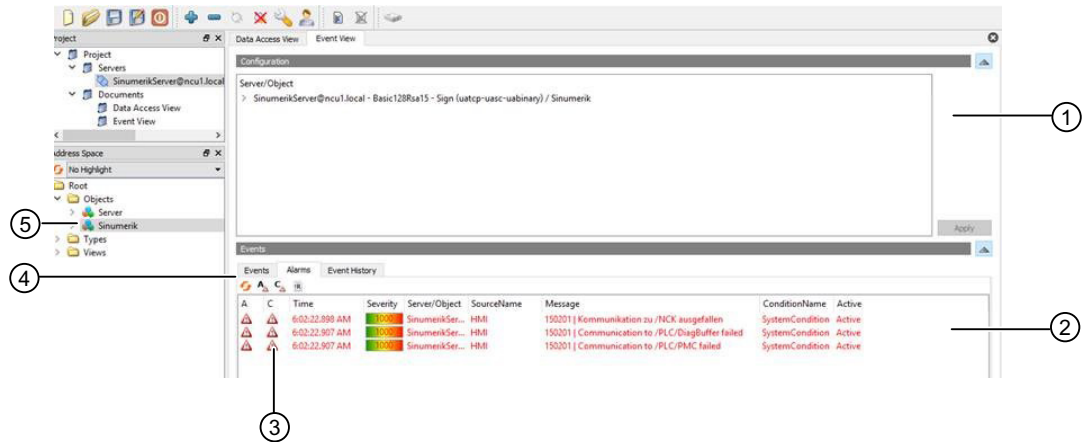 Project
Project
Servers
SinumerikServer@ncu1.local
Documents
Data Access View
Event View
Address Space
No Highlight
Root
Objects
Server
Sinumerik
Types
Views
Data Access View Event View
Configuration
Server/Object
SinumerikServer@ncu1.local - Basic128Rsa15 - Sign (uatcp-uasc-uabinary) / Sinumerik
Apply
Events
Events Alarms Event History
A C Time Severity Server/Object SourceName Message ConditionName Active
6:02:22.898 AM 1000 SinumerikSer... HMI 150201 | Kommunikation zu /NCK ausgefallen SystemCondition Active
6:02:22.907 AM 1000 SinumerikSer... HMI 150201 | Communication to /PLC/DiagBuffer failed SystemCondition Active
6:02:22.907 AM 1000 SinumerikSer... HMI 150201 | Communication to /PLC/PMC failed SystemCondition Active
1
2
3
4
5